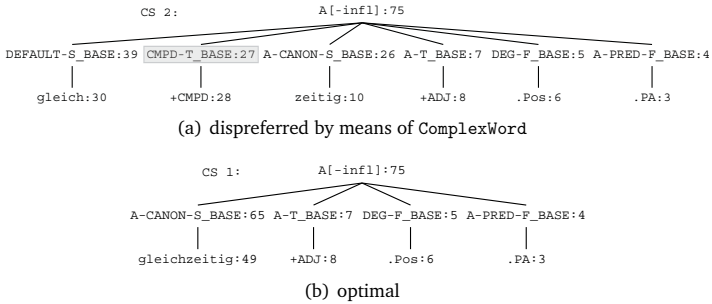 CS 2: A[-infl]:75
DEFAULT-S_BASE:39 CMPD-T_BASE:27 A-CANON-S_BASE:26 A-T_BASE:7 DEG-F_BASE:5 A-PRED-F_BASE:4
gleich:30 +CMPD:28 zeitig:10 +ADJ:8 .Pos:6 .PA:3
(a) dispreferred by means of ComplexWord
CS 1: A[-infl]:75
A-CANON-S_BASE:65 A-T_BASE:7 DEG-F_BASE:5 A-PRED-F_BASE:4
gleichzeitig:49 +ADJ:8 .Pos:6 .PA:3
(b) optimal